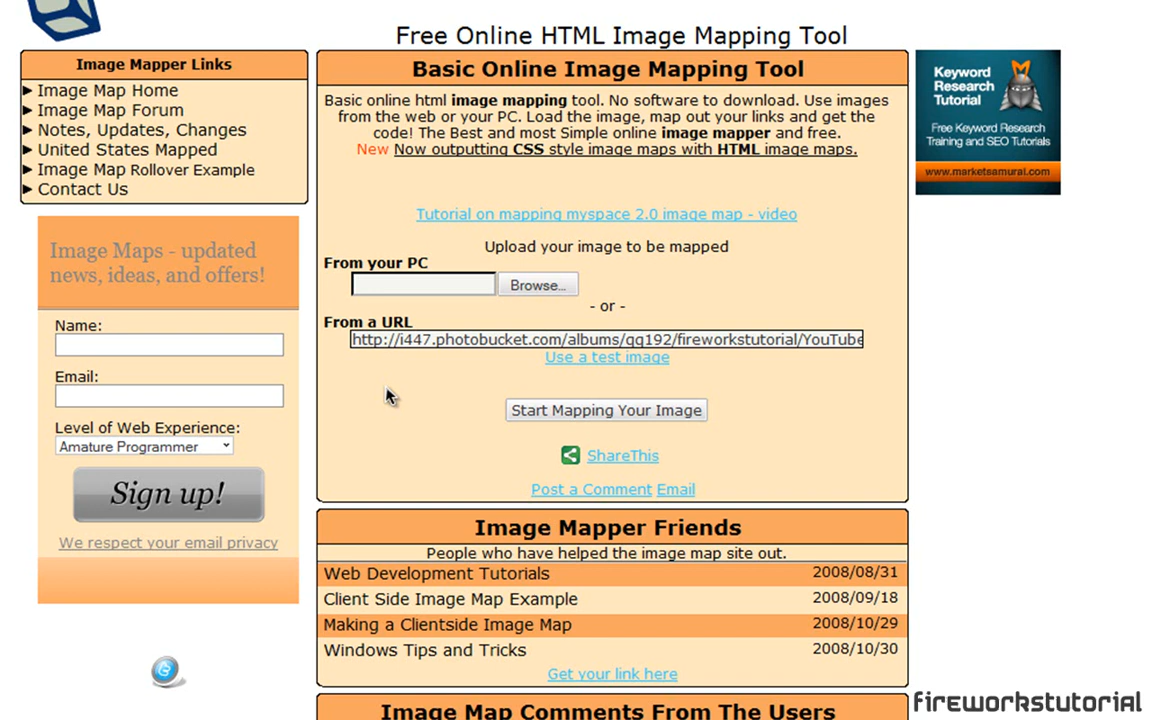 Free Online HTML Image Mapping Tool
Image Mapper Links
▶ Image Map Home
▶ Image Map Forum
▶ Notes, Updates, Changes
▶ United States Mapped
▶ Image Map Rollover Example
▶ Contact Us
Image Maps - updated
news, ideas, and offers!
Name:
Email:
Level of Web Experience:
Amature Programmer
Sign up!
We respect your email privacy
Basic Online Image Mapping Tool
Basic online html image mapping tool. No software to download. Use images
from the web or your PC. Load the image, map out your links and get the
code! The Best and most Simple online image mapper and free.
New Now outputting CSS style image maps with HTML image maps.
Tutorial on mapping myspace 2.0 image map - video
Upload your image to be mapped
From your PC
Browse...
- or -
From a URL
http://i447.photobucket.com/albums/qq192/fireworkstutorial/YouTube
Use a test image
Start Mapping Your Image
ShareThis
Post a Comment Email
Image Mapper Friends
People who have helped the image map site out.
Web Development Tutorials 2008/08/31
Client Side Image Map Example 2008/09/18
Making a Clientside Image Map 2008/10/29
Windows Tips and Tricks 2008/10/30
Get your link here
Image Map Comments From The Users
Keyword
Research
Tutorial
Free Keyword Research
Training and SEO Tutorials
www.marketsamurai.com
fireworkstutorial